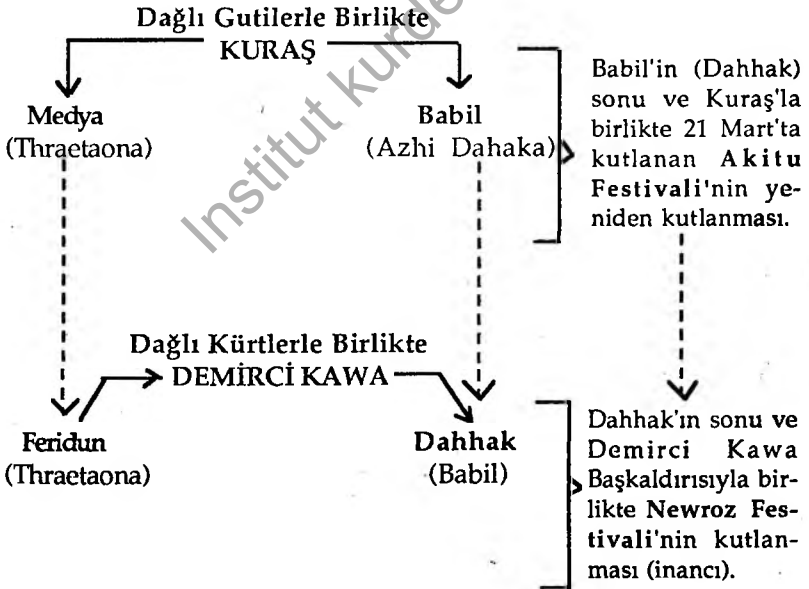 Dağlı Gutilerle Birlikte
KURAŞ
Medya
(Thraetaona)
Babil
(Azhi Dahaka)
Babil'in (Dahhak)
sonu ve Kuraş'la
birlikte 21 Mart'ta
kutlanan Akitu
Festivali'nin ye-
niden kutlanması.
Dağlı Kürtlerle Birlikte
DEMİRCİ KAWA
Feridun
(Thraetaona)
Dahhak
(Babil)
Dahhak'ın sonu ve
Demirci Kawa
Başkaldırısıyla bir-
likte Newroz Fes-
tivali'nin kutlan-
ması (inancı).
Institut kurde